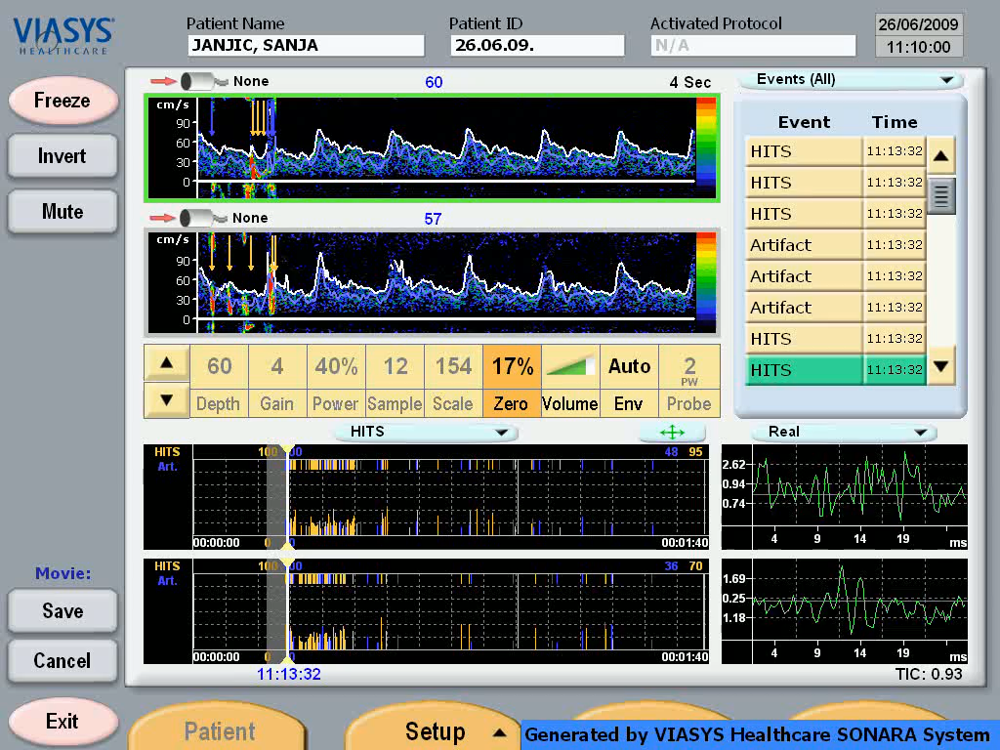 VIASYS
HEALTHCARE
Patient Name
JANJIC, SANJA
Patient ID
26.06.09.
Activated Protocol
N/A
26/06/2009
11:10:00
Freeze
Invert
Mute
None
60
4 Sec
cm/s
90
60
30
0
None
57
cm/s
90
60
30
0
Events (All)
Event Time
HITS 11:13:32
HITS 11:13:32
HITS 11:13:32
Artifact 11:13:32
Artifact 11:13:32
Artifact 11:13:32
HITS 11:13:32
HITS 11:13:32
60 4 40% 12 154 17% Auto 2
PW
Depth Gain Power Sample Scale Zero Volume Env Probe
HITS
Real
HITS 100 48 95
Art.
00:00:00 0 00:01:40
2.62
0.94
0.74
4 9 14 19 ms
HITS 100 36 70
Art.
00:00:00 0 00:01:40
1.69
0.25
1.18
4 9 14 19 ms
11:13:32
TIC: 0.93
Movie:
Save
Cancel
Exit
Patient
Setup
Generated by VIASYS Healthcare SONARA System